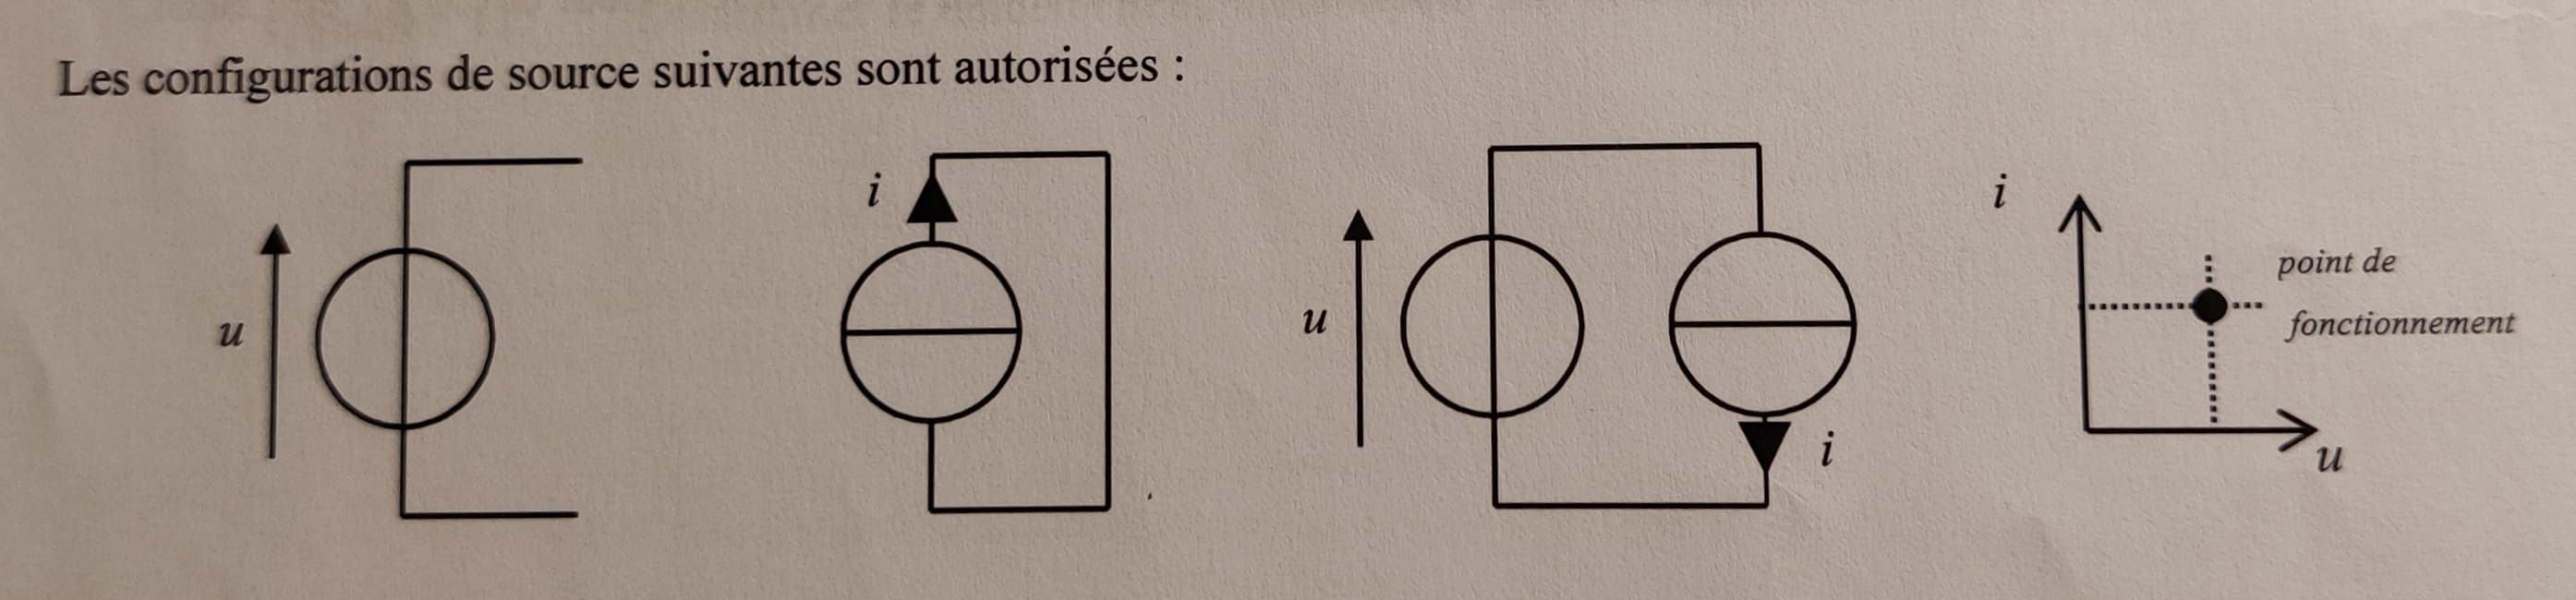 Les configurations de source suivantes sont autorisées :
u
i
u
i
i
point de
fonctionnement
u